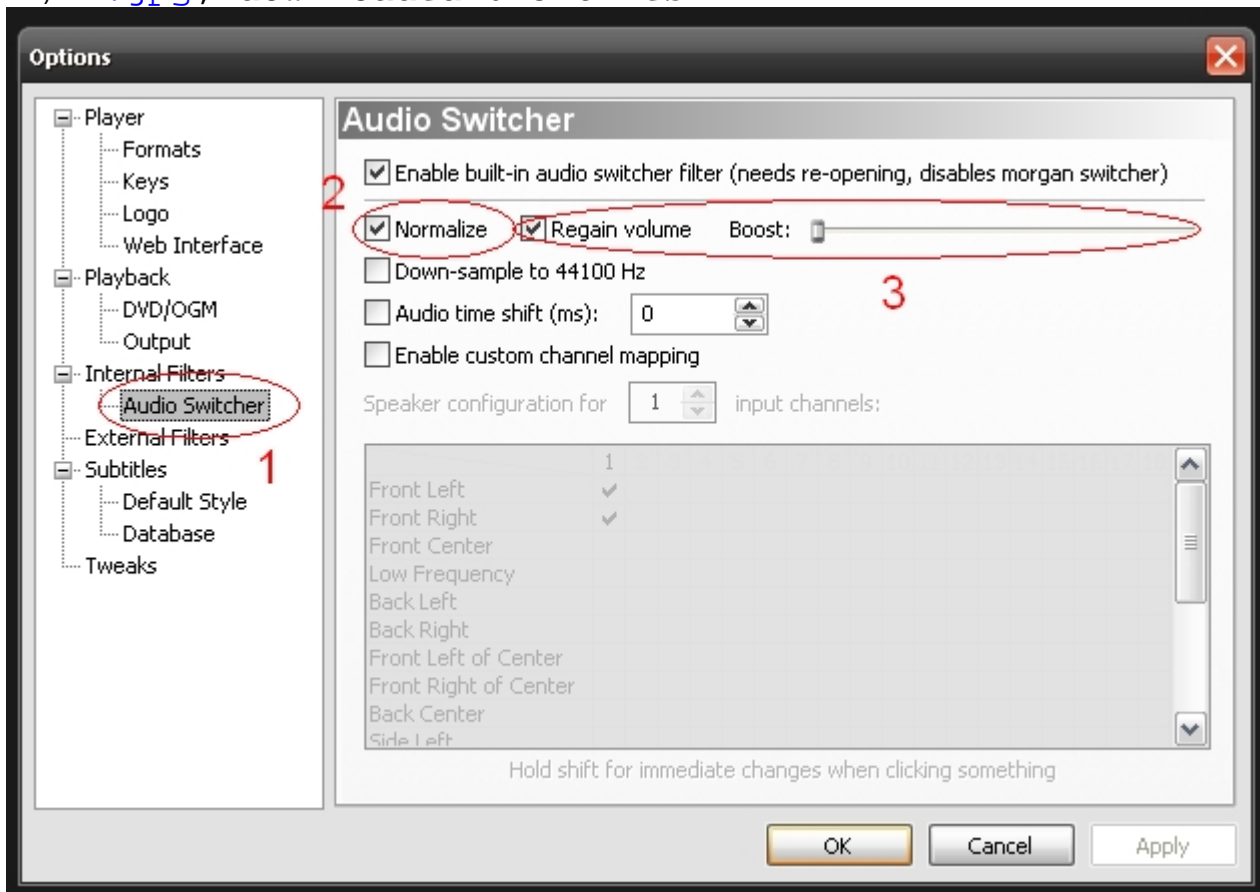 Options
Player
Formats
Keys
Logo
Web Interface
Playback
DVD/OGM
Output
Internal Filters
Audio Switcher
External Filters
Subtitles
Default Style
Database
Tweaks
1
Audio Switcher
Enable built-in audio switcher filter (needs re-opening, disables morgan switcher)
2
Normalize Regain volume Boost:
3
Down-sample to 44100 Hz
Audio time shift (ms): 0
Enable custom channel mapping
Speaker configuration for 1 input channels:
1
Front Left
Front Right
Front Center
Low Frequency
Back Left
Back Right
Front Left of Center
Front Right of Center
Back Center
Side Left
Hold shift for immediate changes when clicking something
OK Cancel Apply